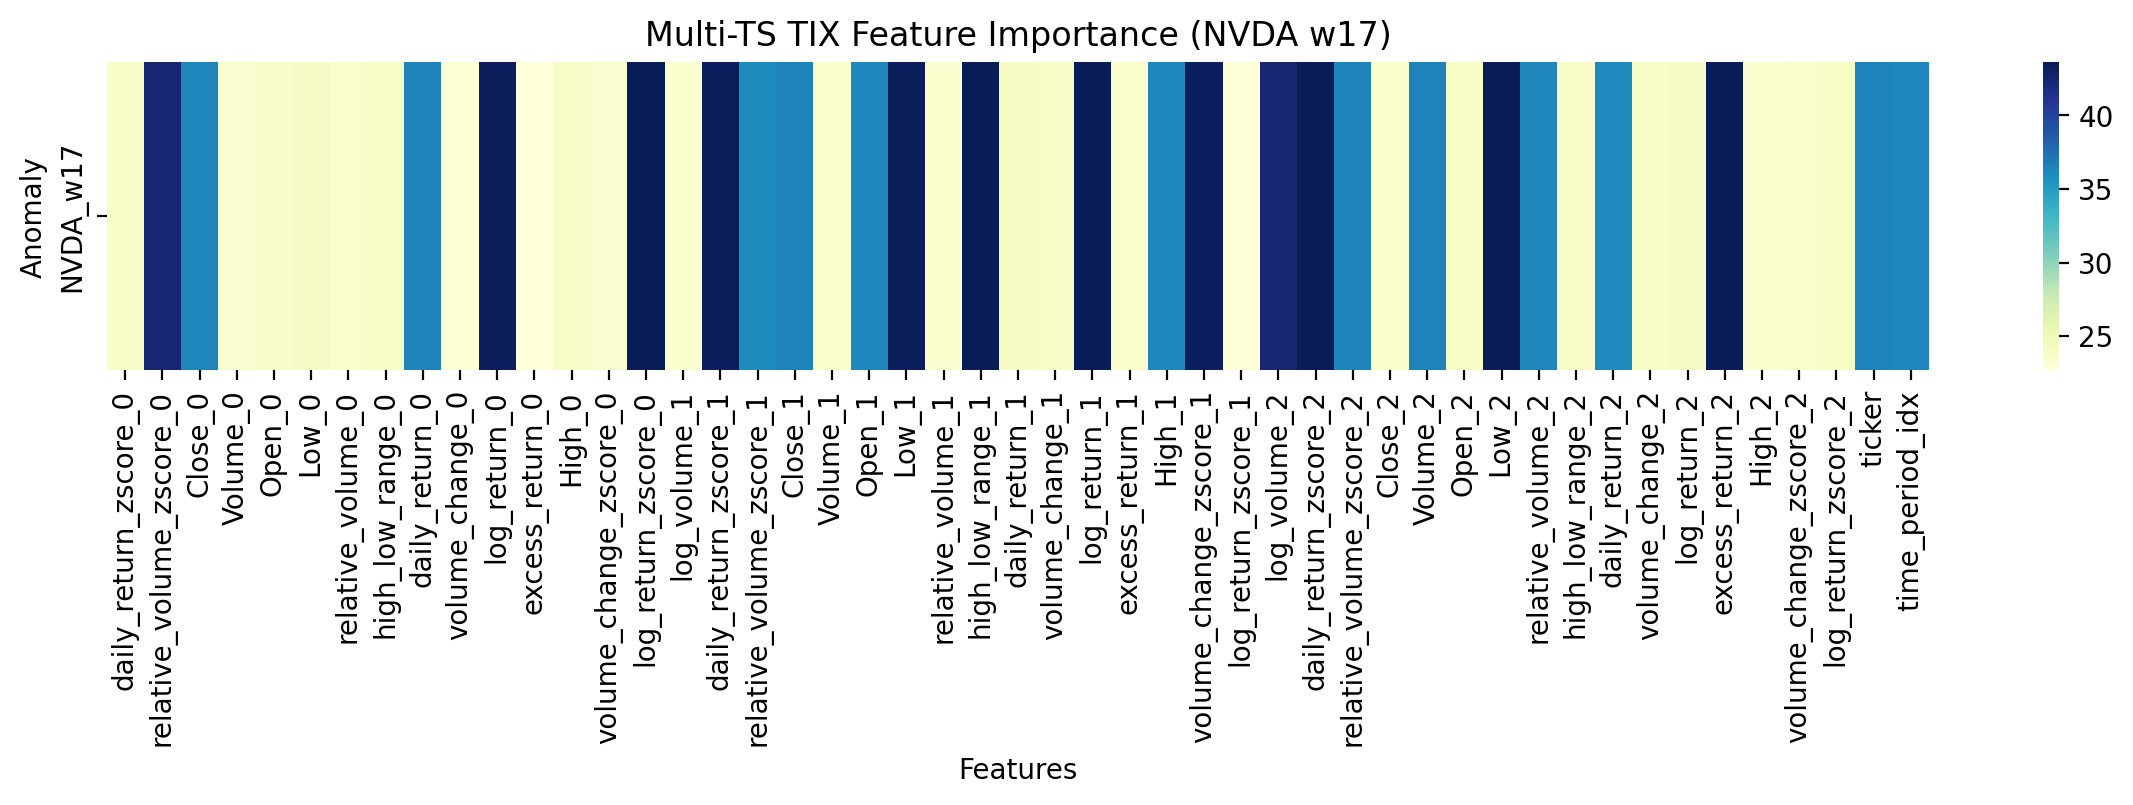 Multi-TS TIX Feature Importance (NVDA w17)
Anomaly
NVDA_w17
daily_return_zscore_0
relative_volume_zscore_0
Close_0
Volume_0
Open_0
Low_0
relative_volume_0
high_low_range_0
daily_return_0
volume_change_0
log_return_0
excess_return_0
High_0
volume_change_zscore_0
log_return_zscore_0
log_volume_1
daily_return_zscore_1
relative_volume_zscore_1
Close_1
Volume_1
Open_1
Low_1
relative_volume_1
high_low_range_1
daily_return_1
volume_change_1
log_return_1
excess_return_1
High_1
volume_change_zscore_1
log_return_zscore_1
log_volume_2
daily_return_zscore_2
relative_volume_zscore_2
Close_2
Volume_2
Open_2
Low_2
relative_volume_2
high_low_range_2
daily_return_2
volume_change_2
log_return_2
excess_return_2
High_2
volume_change_zscore_2
log_return_zscore_2
ticker
time_period_idx
Features
40
35
30
25